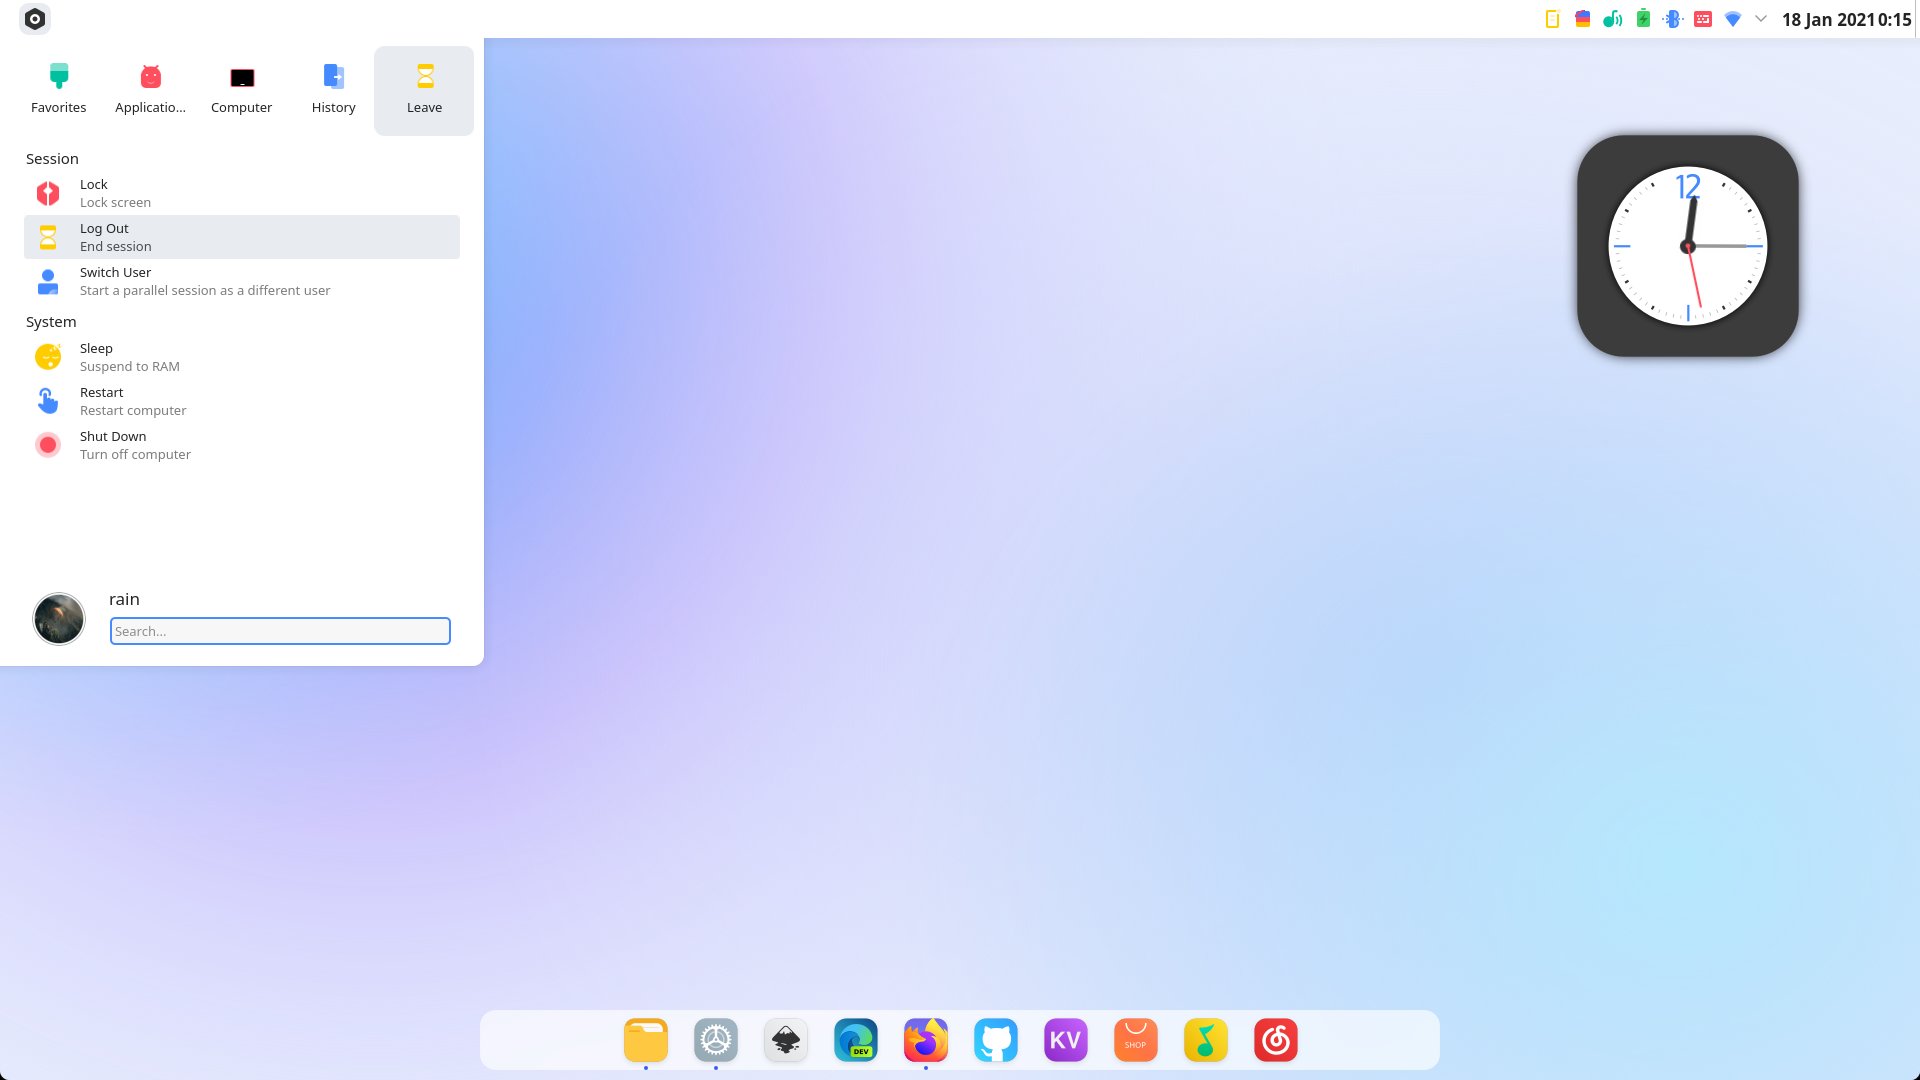 18 Jan 2021 0:15
Favorites Applicatio... Computer History Leave
Session
Lock
Lock screen
Log Out
End session
Switch User
Start a parallel session as a different user
System
Sleep
Suspend to RAM
Restart
Restart computer
Shut Down
Turn off computer
rain
Search...
12
DEV
KV
SHOP